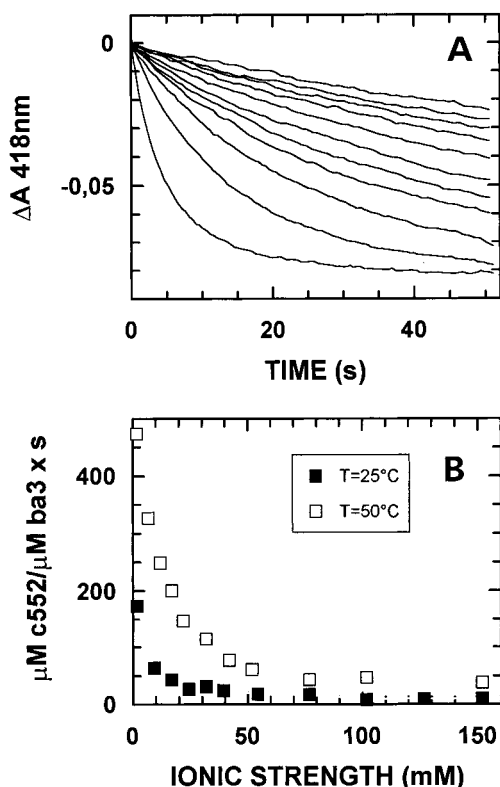 A
0
-0,05
ΔA 418nm
0
20
40
TIME (s)
B
T=25°C
T=50°C
400
200
0
μM c552/μM ba3 x s
0
50
100
150
IONIC STRENGTH (mM)